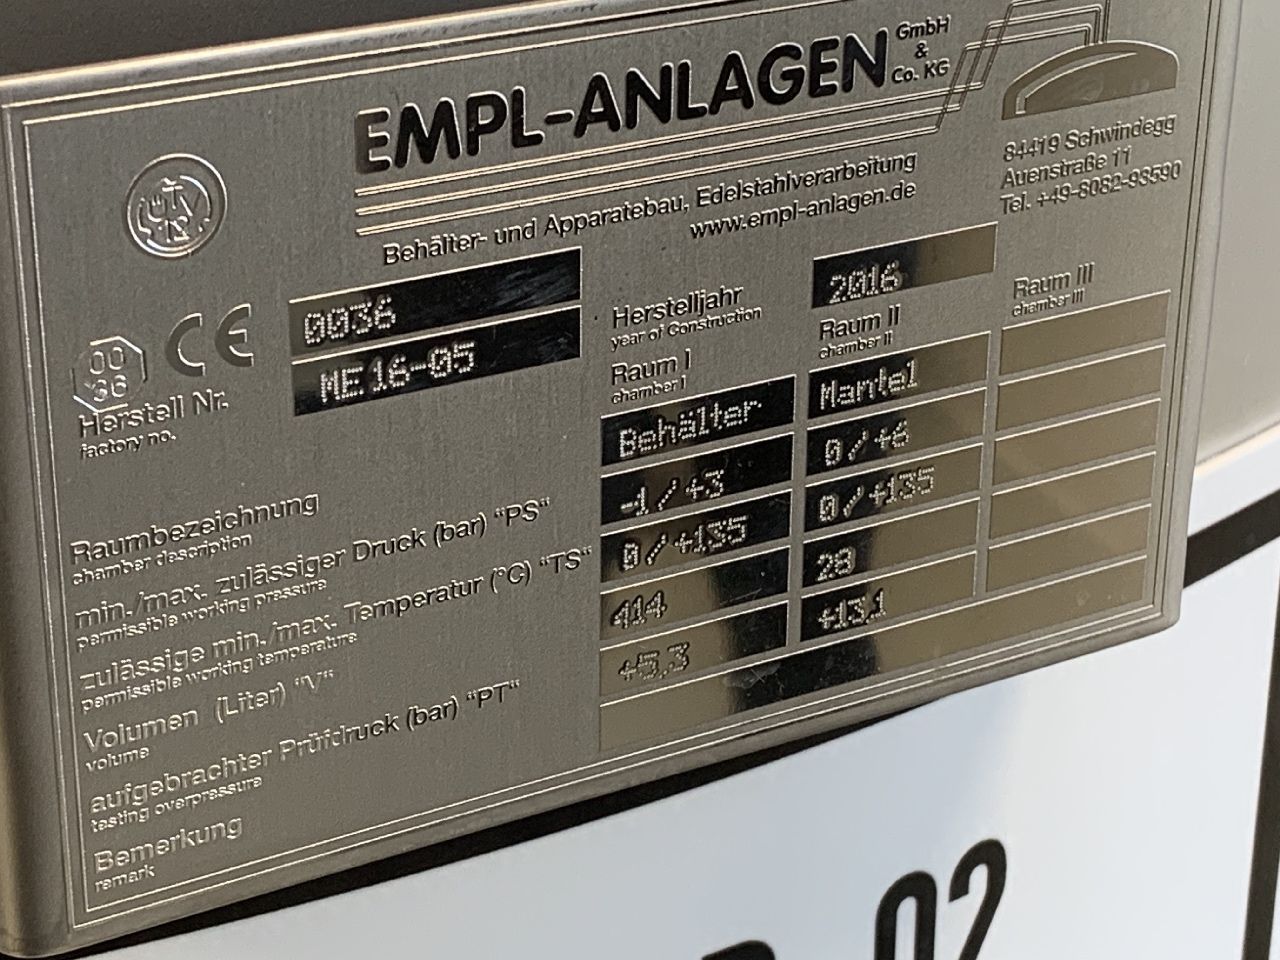 EMPL-ANLAGEN GmbH & Co. KG
Behälter- und Apparatebau, Edelstahlverarbeitung
www.empl-anlagen.de
84419 Schwindegg
Auenstraße 11
Tel. +49-8082-93590
TÜV
00 36
CE
0036
Herstell Nr. ME16-05
factory no.
Herstelljahr 2016
year of Construction
Raum I Raum II Raum III
chamber I chamber II chamber III
Raumbezeichnung Behälter Mantel
chamber description
min./max. zulässiger Druck (bar) "PS" -1/+3 0/+6
permissible working pressure
zulässige min./max. Temperatur (°C) "TS" 0/+135 0/+135
permissible working temperature
Volumen (Liter) "V" 414 28
volume
aufgebrachter Prüfdruck (bar) "PT" +5,3 +13,1
testing overpressure
Bemerkung
remark
02